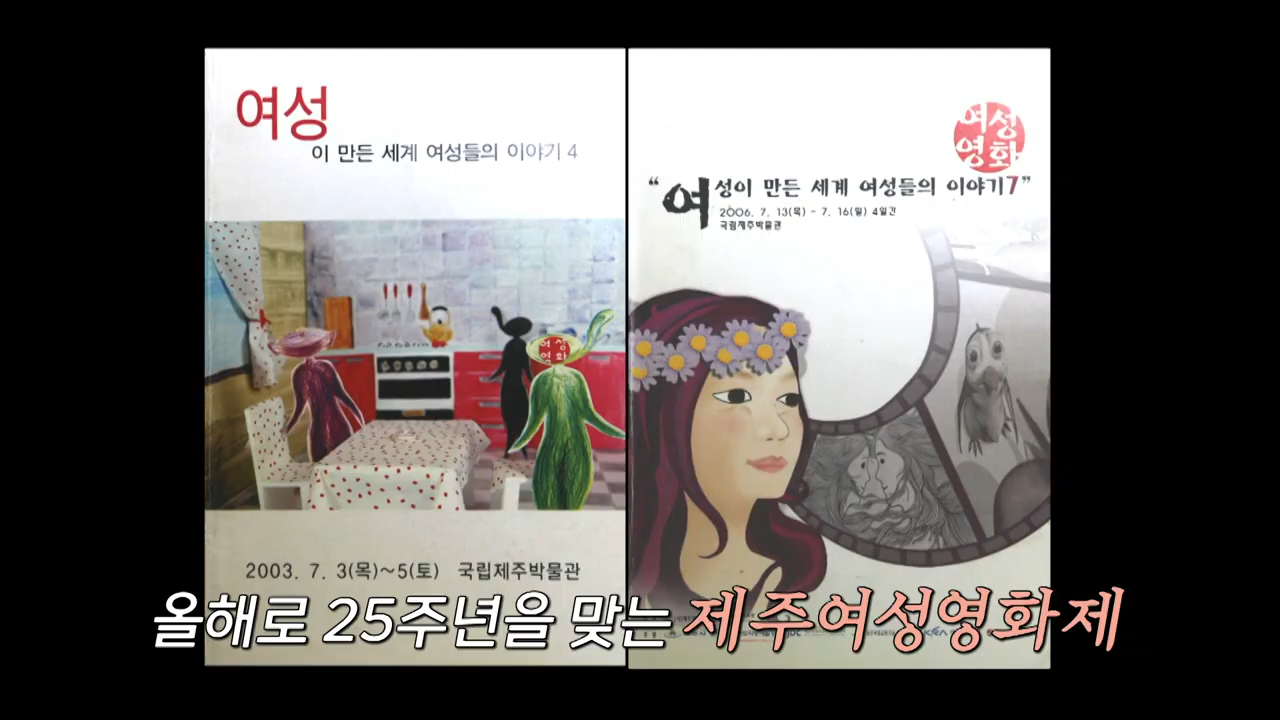 여성
이 만든 세계 여성들의 이야기 4
여성
영화
2003. 7. 3(목)~5(토) 국립제주박물관
여성
영화
“여성이 만든 세계 여성들의 이야기7”
2006. 7. 13(목) - 7. 16(일) 4일간
국립제주박물관
올해로 25주년을 맞는 제주여성영화제